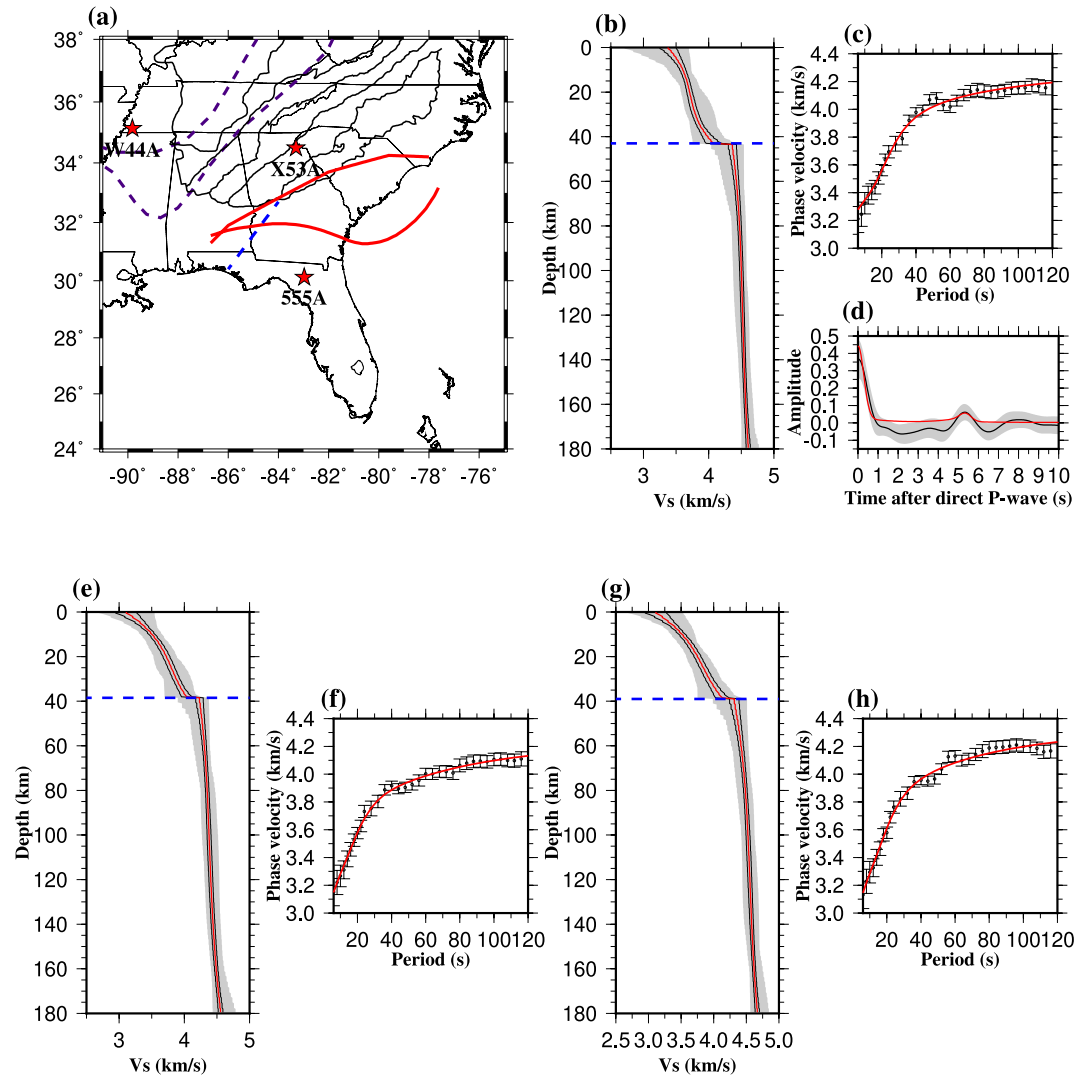 (a)
38˚
36˚
34˚
32˚
30˚
28˚
26˚
24˚
-90˚ -88˚ -86˚ -84˚ -82˚ -80˚ -78˚ -76˚
W44A
X53A
555A
(b)
0
20
40
60
80
100
120
140
160
180
Depth (km)
3 4 5
Vs (km/s)
(c)
4.4
4.2
4.0
3.8
3.6
3.4
3.2
3.0
Phase velocity (km/s)
20 40 60 80 100 120
Period (s)
(d)
0.5
0.4
0.3
0.2
0.1
0.0
-0.1
Amplitude
0 1 2 3 4 5 6 7 8 9 10
Time after direct P-wave (s)
(e)
0
20
40
60
80
100
120
140
160
180
Depth (km)
3 4 5
Vs (km/s)
(f)
4.4
4.2
4.0
3.8
3.6
3.4
3.2
3.0
Phase velocity (km/s)
20 40 60 80 100 120
Period (s)
(g)
0
20
40
60
80
100
120
140
160
180
Depth (km)
2.5 3.0 3.5 4.0 4.5 5.0
Vs (km/s)
(h)
4.4
4.2
4.0
3.8
3.6
3.4
3.2
3.0
Phase velocity (km/s)
20 40 60 80 100 120
Period (s)